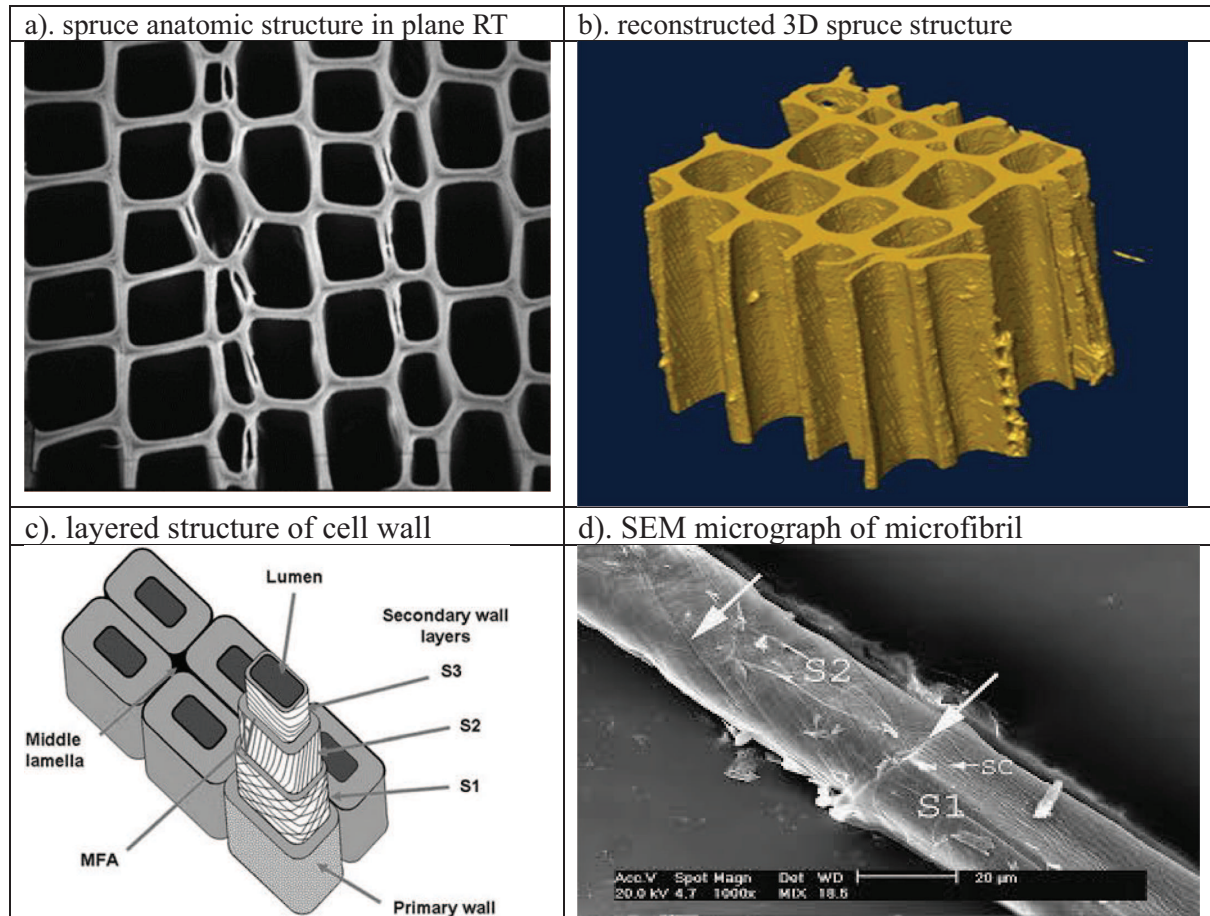 a). spruce anatomic structure in plane RT
b). reconstructed 3D spruce structure
c). layered structure of cell wall
d). SEM micrograph of microfibril
Lumen
Secondary wall
layers
S3
S2
S1
Middle
lamella
MFA
Primary wall
S2
SC
S1
Acc.V Spot Magn Det WD 20 µm
20.0 kV 4.7 1000x MIX 18.5